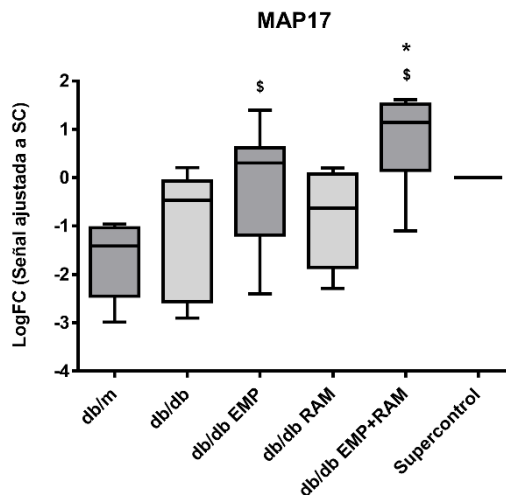 MAP17
*
$
$
2
1
0
-1
-2
-3
-4
LogFC (Señal ajustada a SC)
db/m
db/db
db/db EMP
db/db RAM
db/db EMP+RAM
Supercontrol